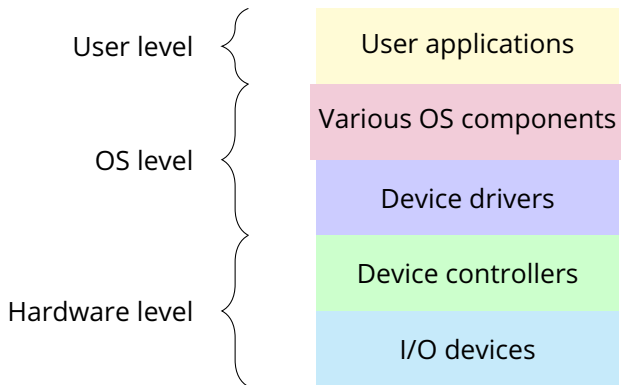 User level
User applications
Various OS components
OS level
Device drivers
Device controllers
Hardware level
I/O devices